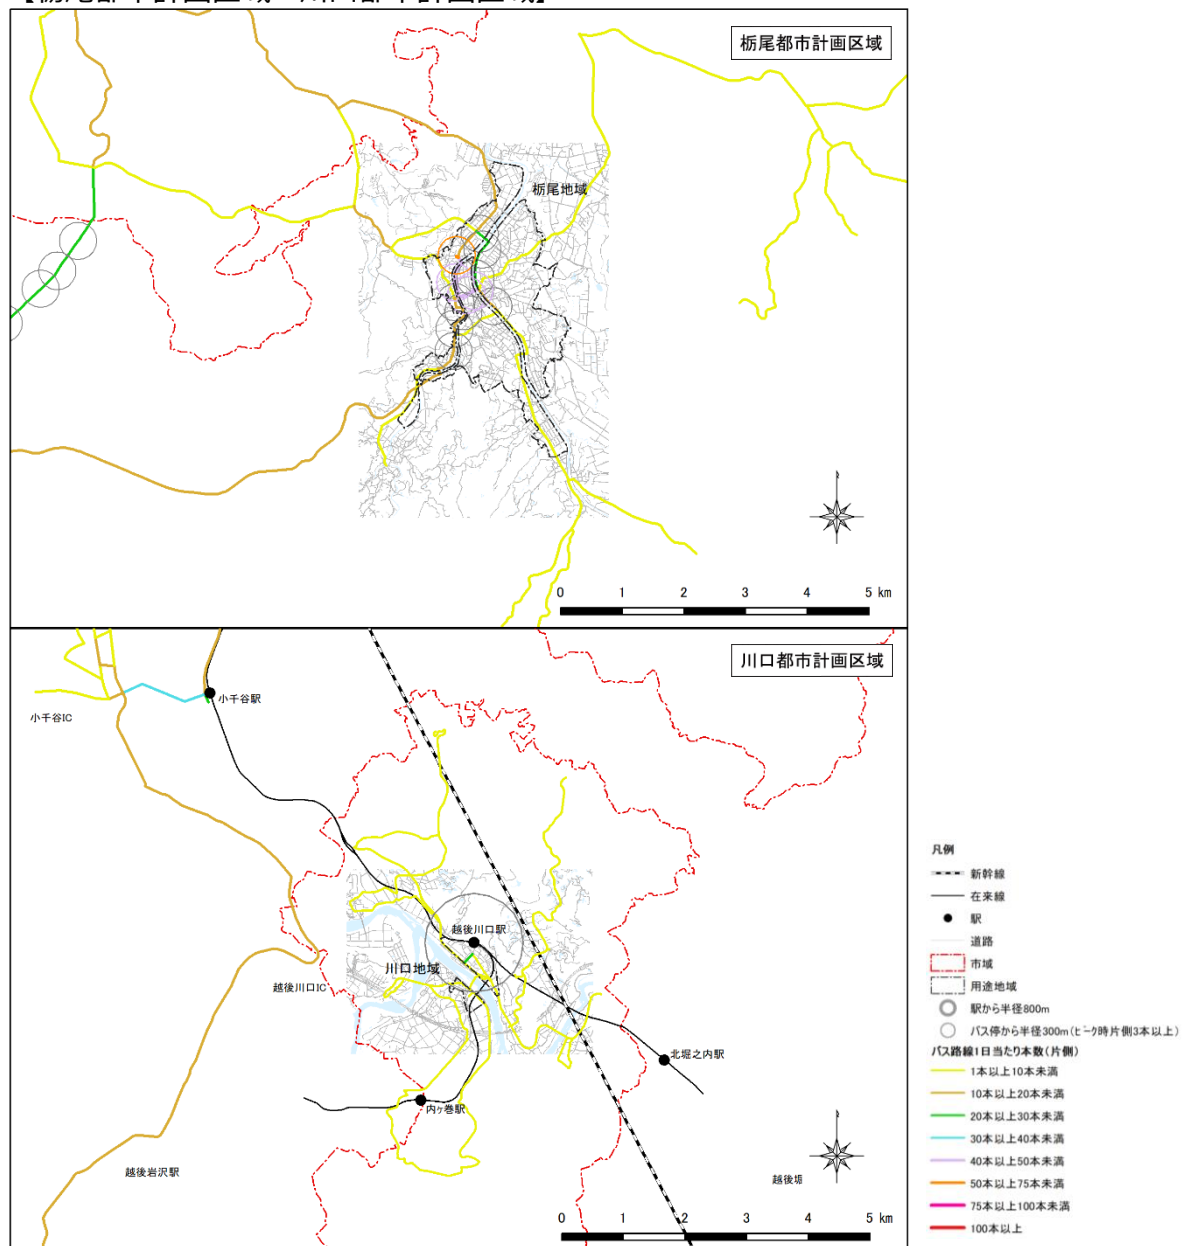 栃尾都市計画区域
栃尾地域
0 1 2 3 4 5 km
川口都市計画区域
小千谷駅
小千谷IC
越後川口駅
川口地域
越後川口IC
北堀之内駅
内ヶ巻駅
越後岩沢駅
越後堀
0 1 2 3 4 5 km
凡例
新幹線
在来線
駅
道路
市域
用途地域
駅から半径800m
バス停から半径300m(ピーク時片側3本以上)
バス路線1日当たり本数(片側)
1本以上10本未満
10本以上20本未満
20本以上30本未満
30本以上40本未満
40本以上50本未満
50本以上75本未満
75本以上100本未満
100本以上